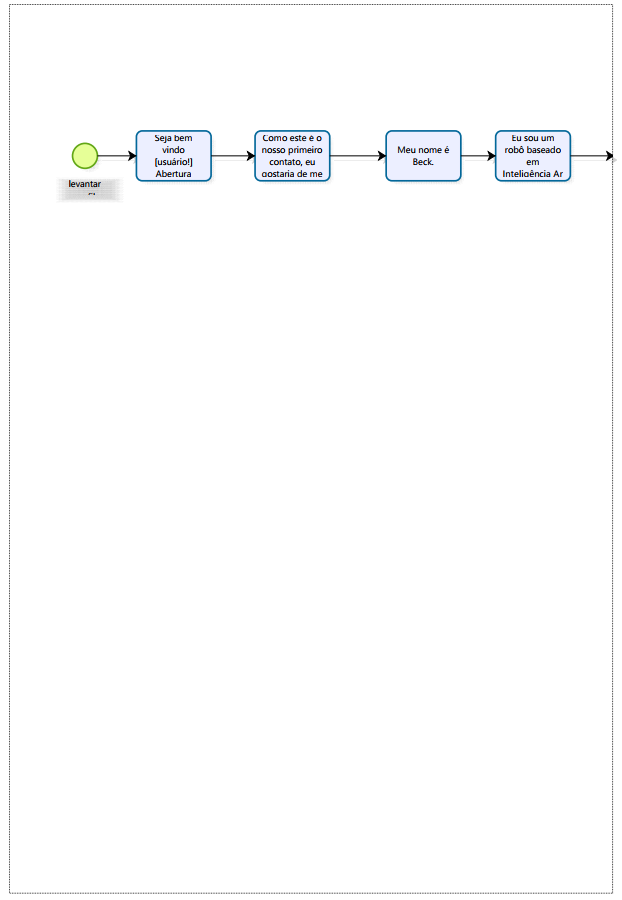 Seja bem
vindo
[usuário!]
Abertura
Como este é o
nosso primeiro
contato, eu
gostaria de me
Meu nome é
Beck.
Eu sou um
robô baseado
em
Inteligência Ar
levantar